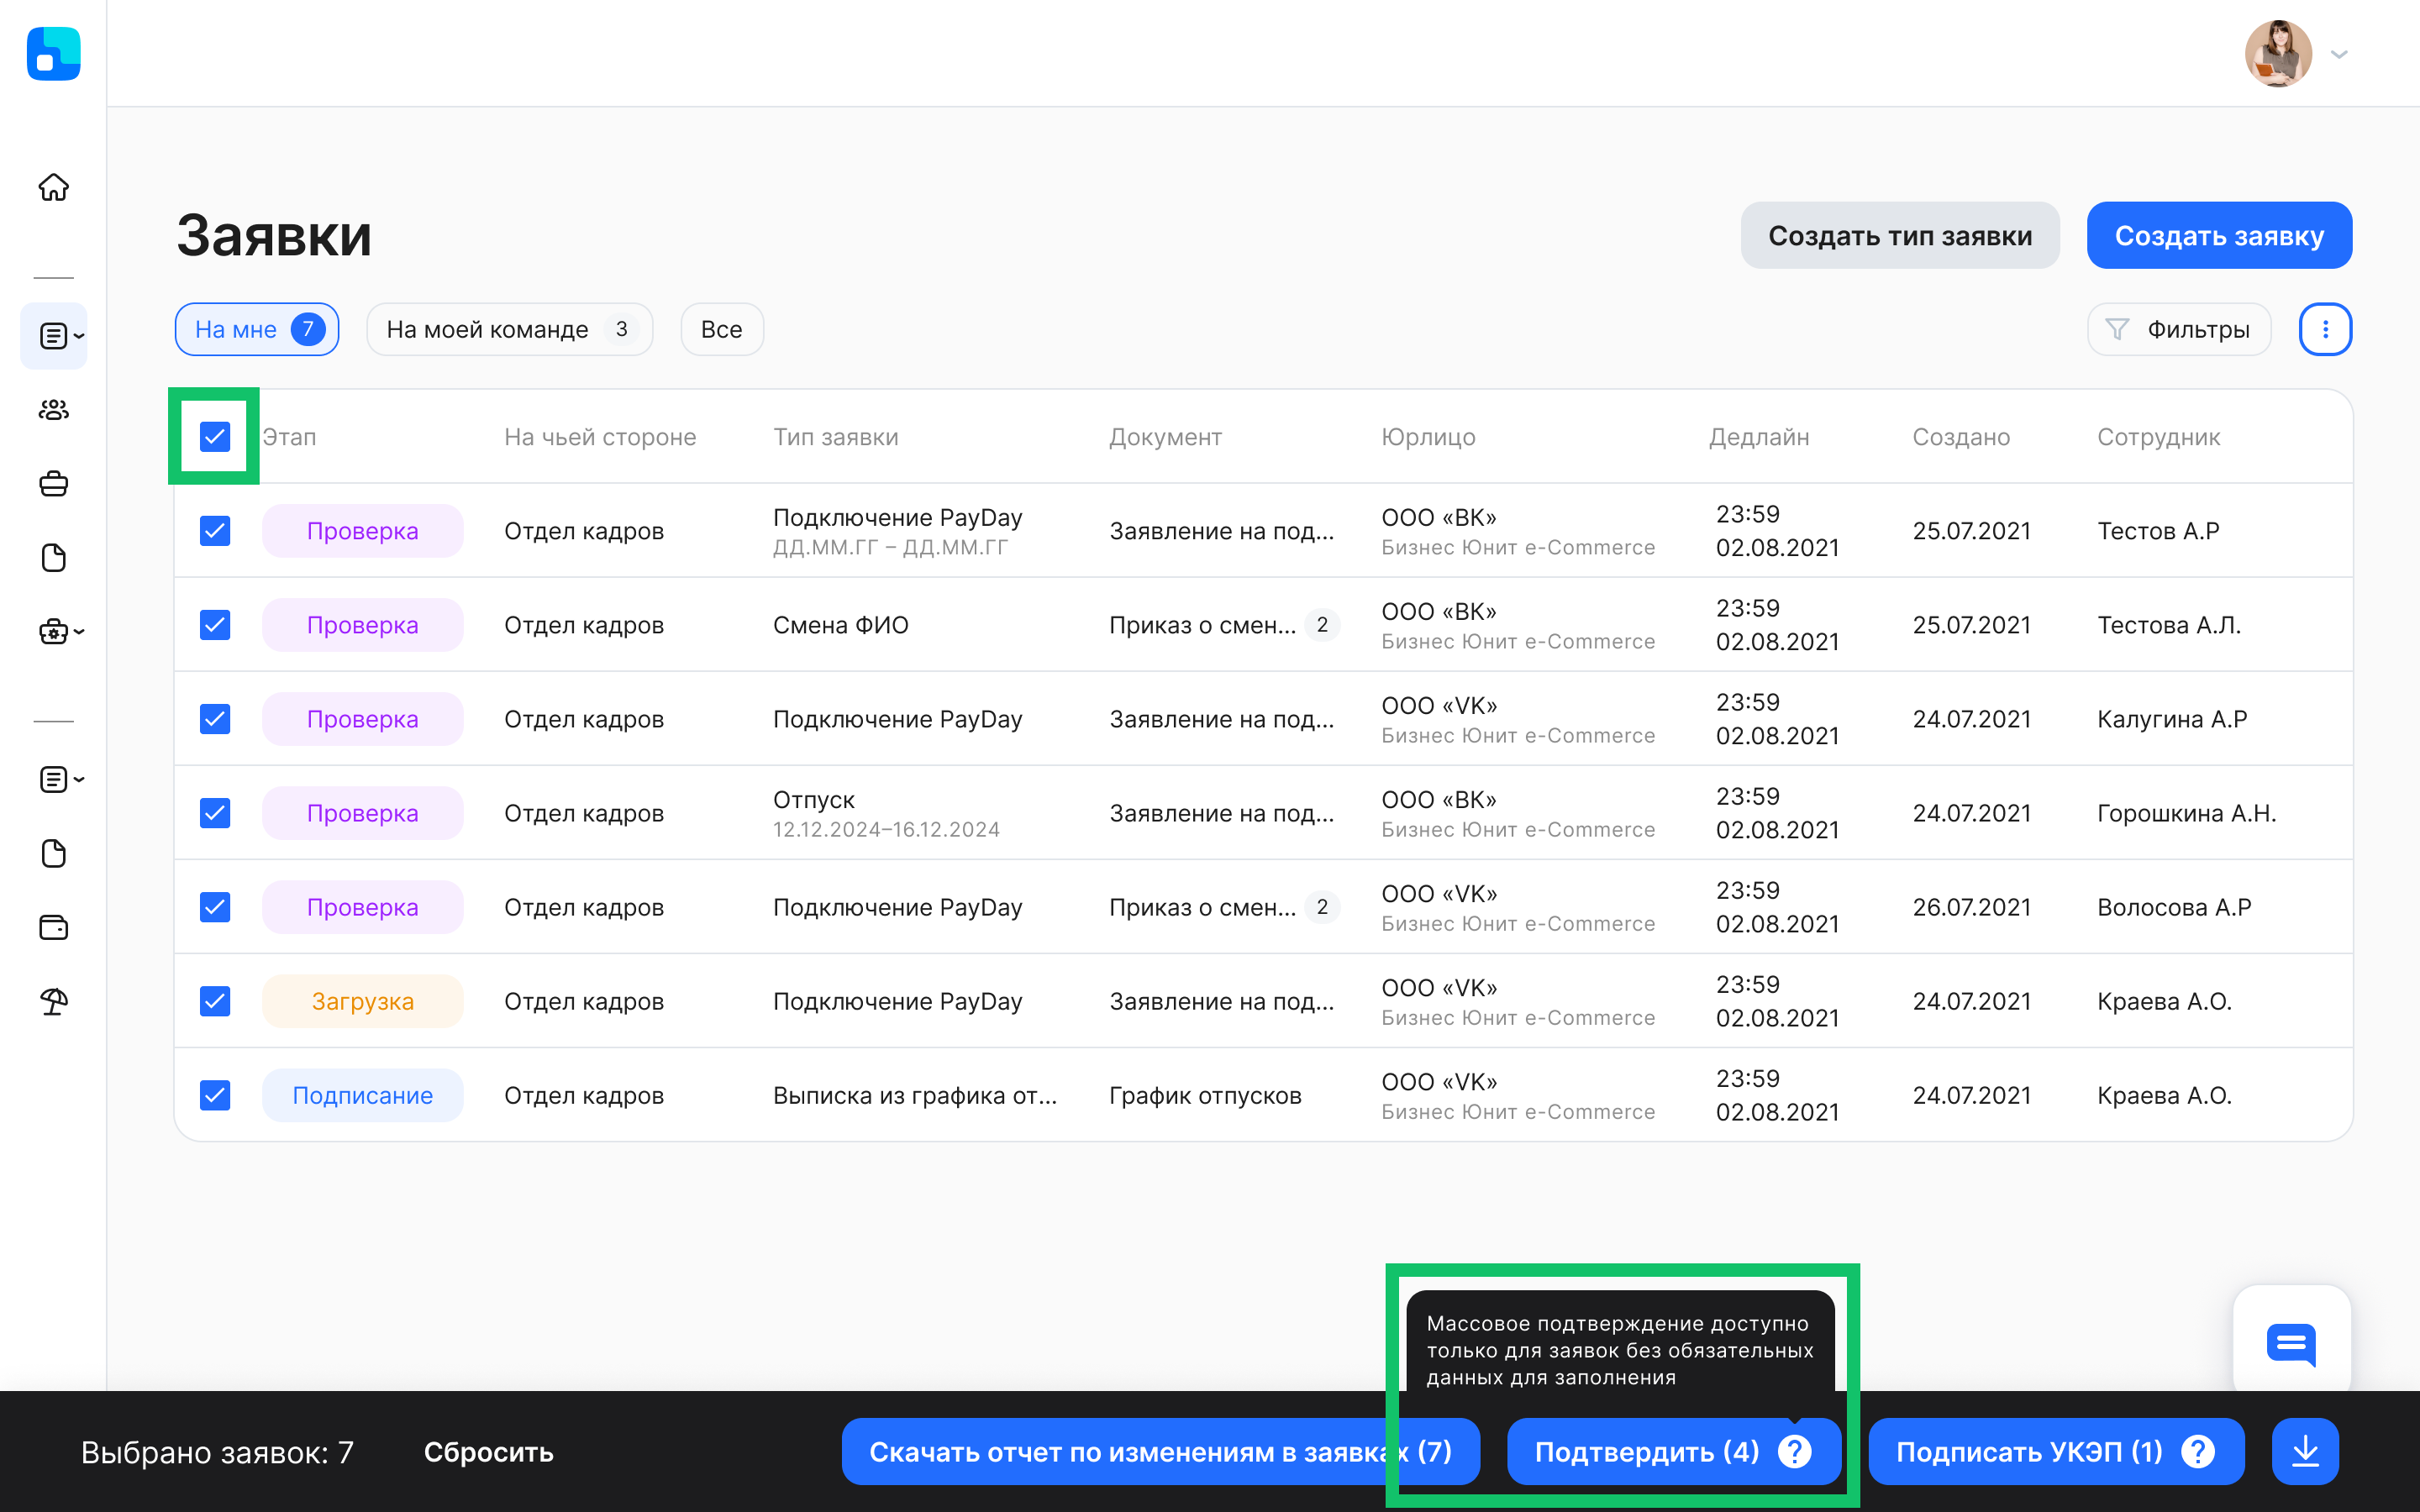 Заявки
Создать тип заявки
Создать заявку
На мне 7
На моей команде 3
Все
Фильтры
Этап
На чьей стороне
Тип заявки
Документ
Юрлицо
Дедлайн
Создано
Сотрудник
Проверка
Отдел кадров
Подключение PayDay
ДД.ММ.ГГ – ДД.ММ.ГГ
Заявление на под...
ООО «ВК»
Бизнес Юнит e-Commerce
23:59
02.08.2021
25.07.2021
Тестов А.Р
Проверка
Отдел кадров
Смена ФИО
Приказ о смен... 2
ООО «ВК»
Бизнес Юнит e-Commerce
23:59
02.08.2021
25.07.2021
Тестова А.Л.
Проверка
Отдел кадров
Подключение PayDay
Заявление на под...
ООО «VK»
Бизнес Юнит e-Commerce
23:59
02.08.2021
24.07.2021
Калугина А.Р
Проверка
Отдел кадров
Отпуск
12.12.2024–16.12.2024
Заявление на под...
ООО «ВК»
Бизнес Юнит e-Commerce
23:59
02.08.2021
24.07.2021
Горошкина А.Н.
Проверка
Отдел кадров
Подключение PayDay
Приказ о смен... 2
ООО «VK»
Бизнес Юнит e-Commerce
23:59
02.08.2021
26.07.2021
Волосова А.Р
Загрузка
Отдел кадров
Подключение PayDay
Заявление на под...
ООО «VK»
Бизнес Юнит e-Commerce
23:59
02.08.2021
24.07.2021
Краева А.О.
Подписание
Отдел кадров
Выписка из графика от...
График отпусков
ООО «VK»
Бизнес Юнит e-Commerce
23:59
02.08.2021
24.07.2021
Краева А.О.
Массовое подтверждение доступно
только для заявок без обязательных
данных для заполнения
Выбрано заявок: 7
Сбросить
Скачать отчет по изменениям в заявках (7)
Подтвердить (4) ?
Подписать УКЭП (1) ?